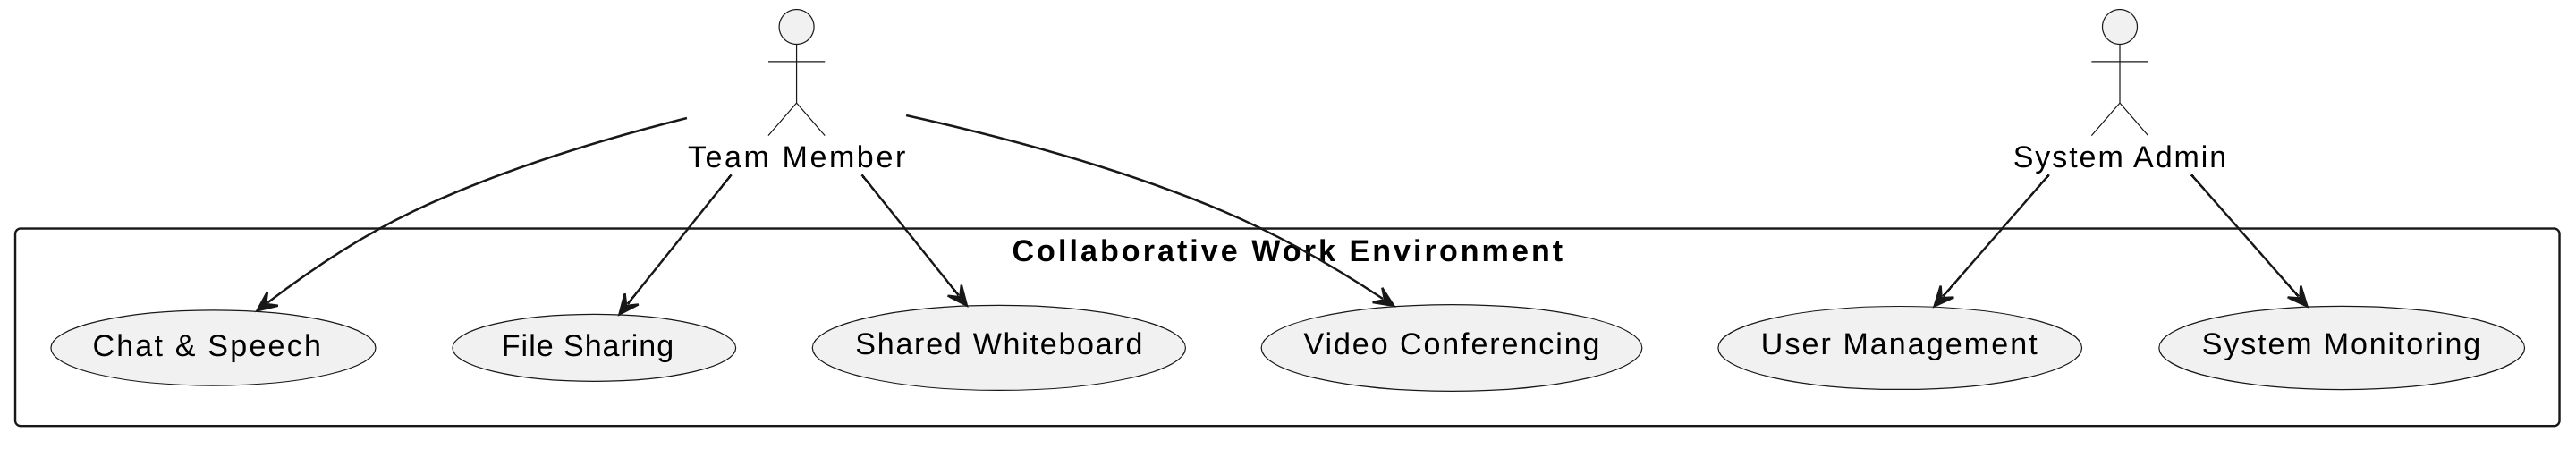 Team Member
System Admin
Collaborative Work Environment
Chat & Speech
File Sharing
Shared Whiteboard
Video Conferencing
User Management
System Monitoring